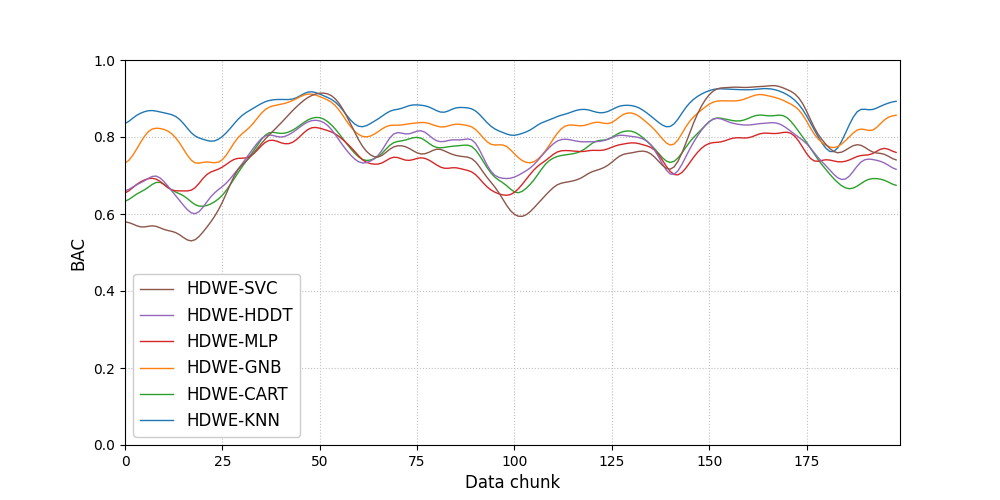 1.0
0.8
0.6
0.4
0.2
0.0
BAC
HDWE-SVC
HDWE-HDDT
HDWE-MLP
HDWE-GNB
HDWE-CART
HDWE-KNN
0 25 50 75 100 125 150 175
Data chunk